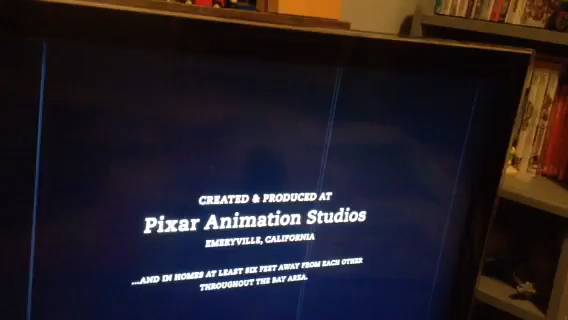 CREATED & PRODUCED AT
Pixar Animation Studios
EMERYVILLE, CALIFORNIA
...AND IN HOMES AT LEAST SIX FEET AWAY FROM EACH OTHER
THROUGHOUT THE BAY AREA.